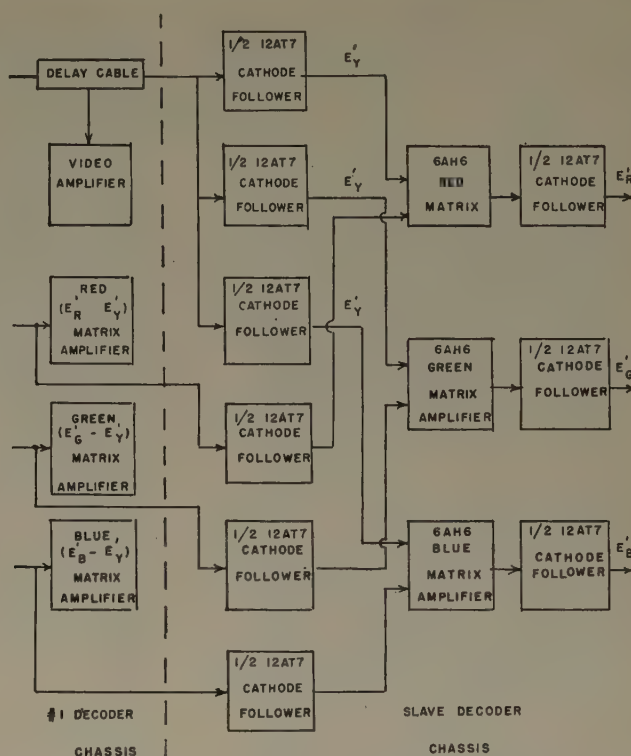 DELAY CABLE
VIDEO
AMPLIFIER
RED
(E'R E'Y)
MATRIX
AMPLIFIER
GREEN
(E'G - E'Y)
MATRIX
AMPLIFIER
BLUE,
(E'B - E'Y)
MATRIX
AMPLIFIER
#1 DECODER
CHASSIS
1/2 12AT7
CATHODE
FOLLOWER
E'Y
1/2 12AT7
CATHODE
FOLLOWER
E'Y
1/2 12AT7
CATHODE
FOLLOWER
E'Y
1/2 12AT7
CATHODE
FOLLOWER
1/2 12AT7
CATHODE
FOLLOWER
1/2 12AT7
CATHODE
FOLLOWER
6AH6
RED
MATRIX
1/2 12AT7
CATHODE
FOLLOWER
E'R
6AH6
GREEN
MATRIX
AMPLIFIER
1/2 12AT7
CATHODE
FOLLOWER
E'G
6AH6
BLUE
MATRIX
AMPLIFIER
1/2 12AT7
CATHODE
FOLLOWER
E'B
SLAVE DECODER
CHASSIS